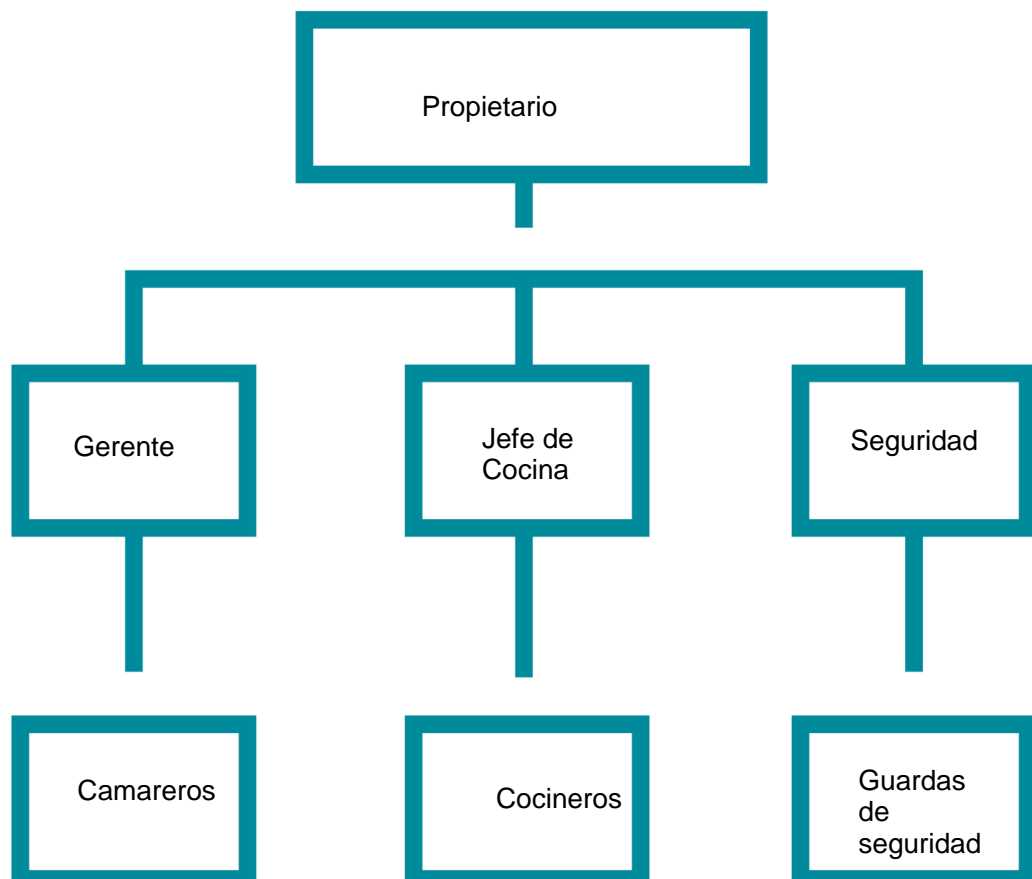 Propietario
Gerente
Jefe de
Cocina
Seguridad
Camareros
Cocineros
Guardas
de
seguridad